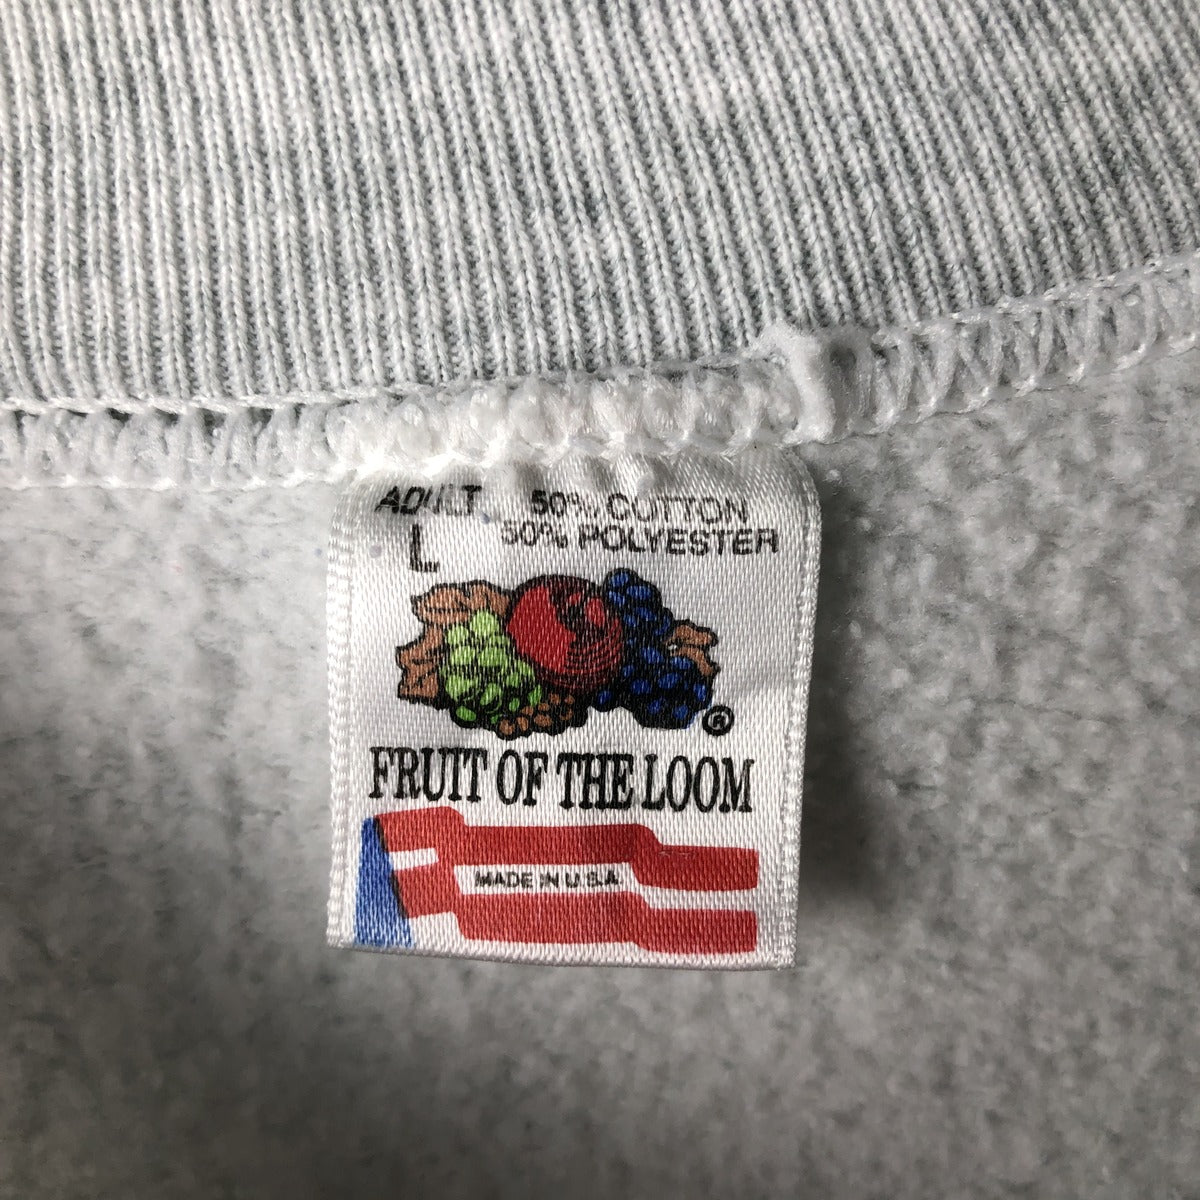 ADULT 50% COTTON
L 50% POLYESTER
®
FRUIT OF THE LOOM
MADE IN U.S.A.